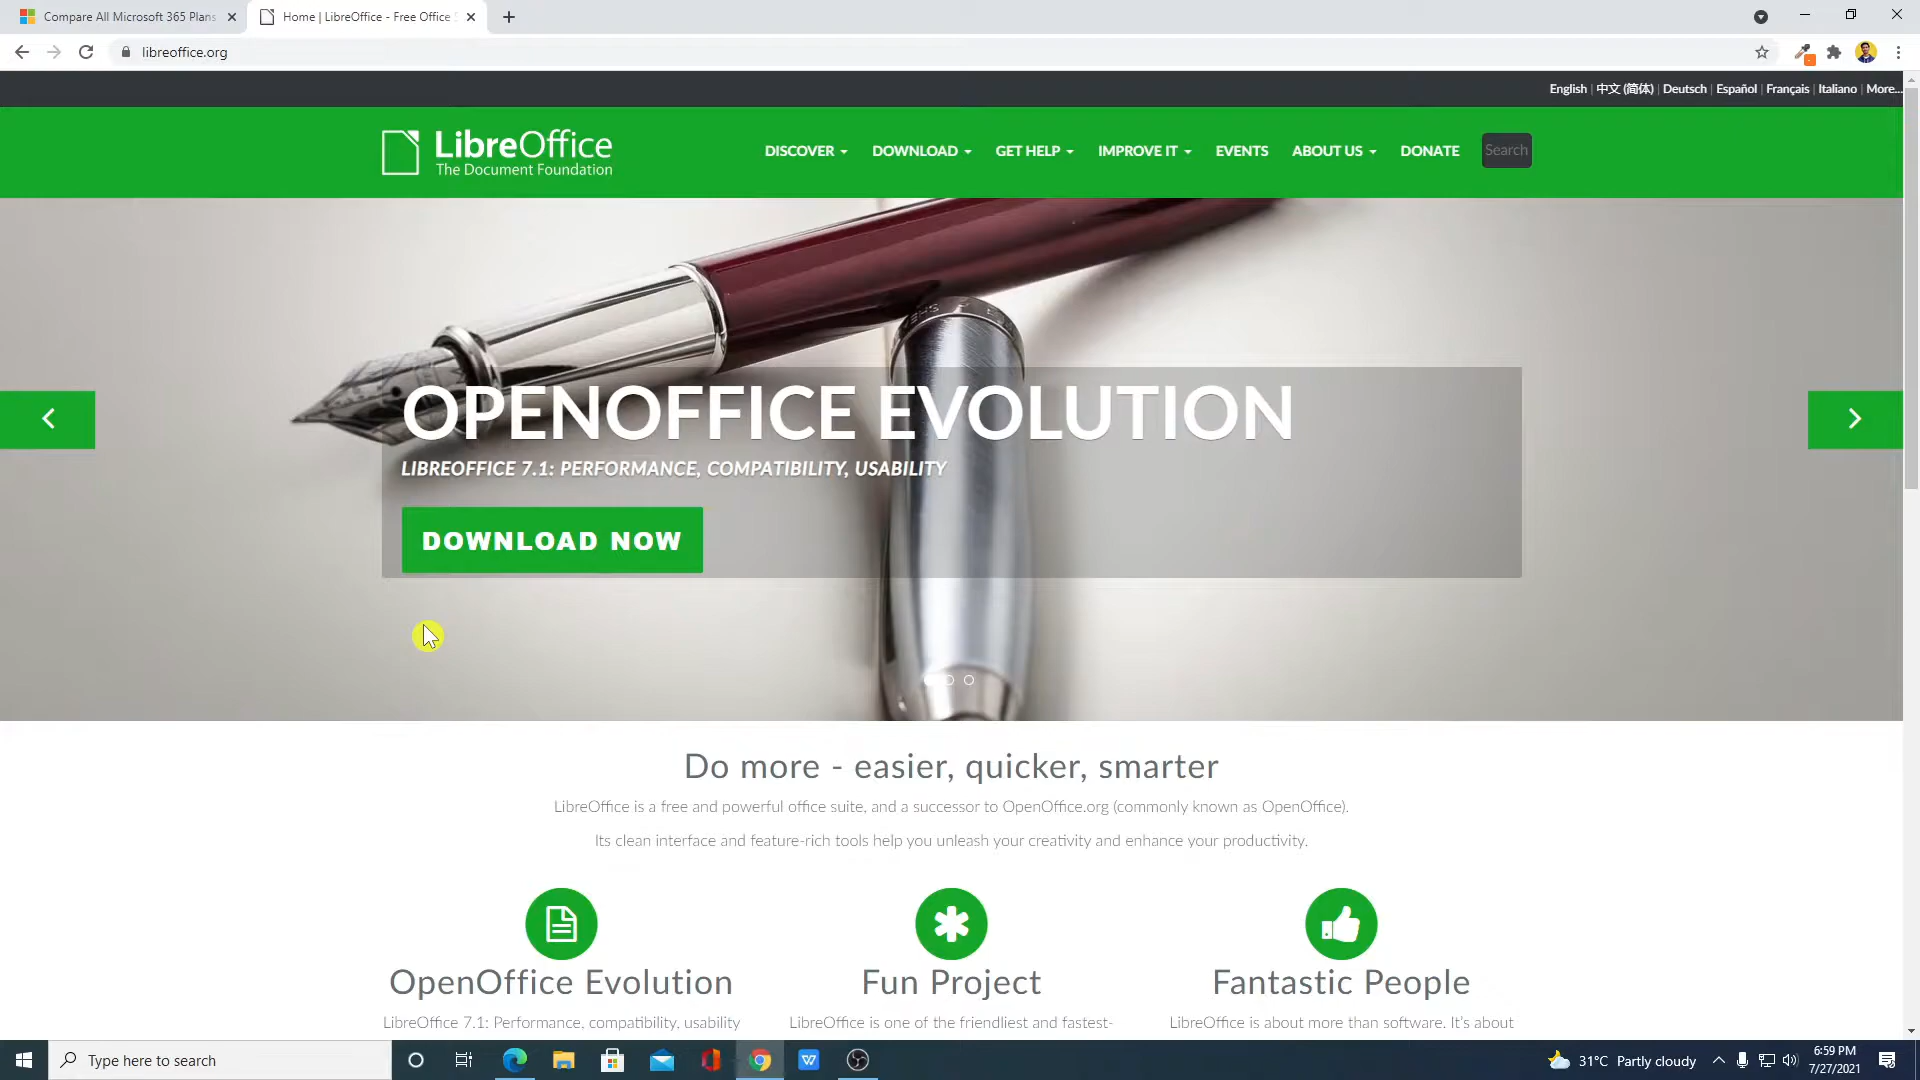 Compare All Microsoft 365 Plans
Home | LibreOffice - Free Office
libreoffice.org
English | 中文 (简体) | Deutsch | Español | Français | Italiano | More...
LibreOffice
The Document Foundation
DISCOVER
DOWNLOAD
GET HELP
IMPROVE IT
EVENTS
ABOUT US
DONATE
Search
OPENOFFICE EVOLUTION
LIBREOFFICE 7.1: PERFORMANCE, COMPATIBILITY, USABILITY
DOWNLOAD NOW
Do more - easier, quicker, smarter
LibreOffice is a free and powerful office suite, and a successor to OpenOffice.org (commonly known as OpenOffice).
Its clean interface and feature-rich tools help you unleash your creativity and enhance your productivity.
OpenOffice Evolution
LibreOffice 7.1: Performance, compatibility, usability
Fun Project
LibreOffice is one of the friendliest and fastest-
Fantastic People
LibreOffice is about more than software. It's about
Type here to search
31°C Partly cloudy
6:59 PM
7/27/2021